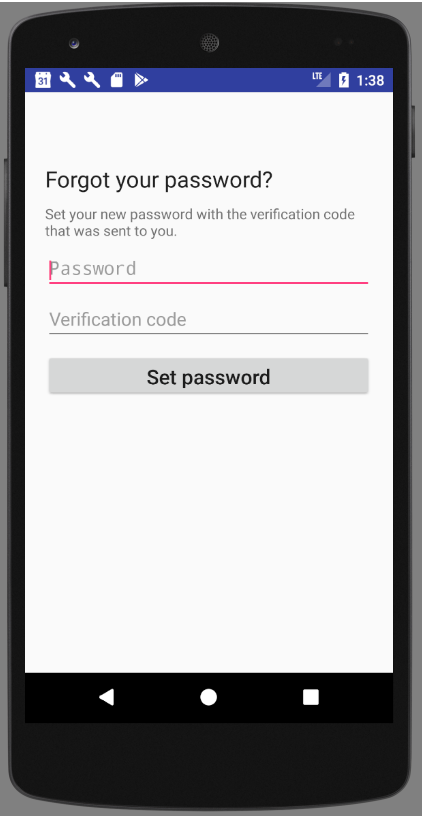 31 LTE 1:38
Forgot your password?
Set your new password with the verification code
that was sent to you.
Password
Verification code
Set password